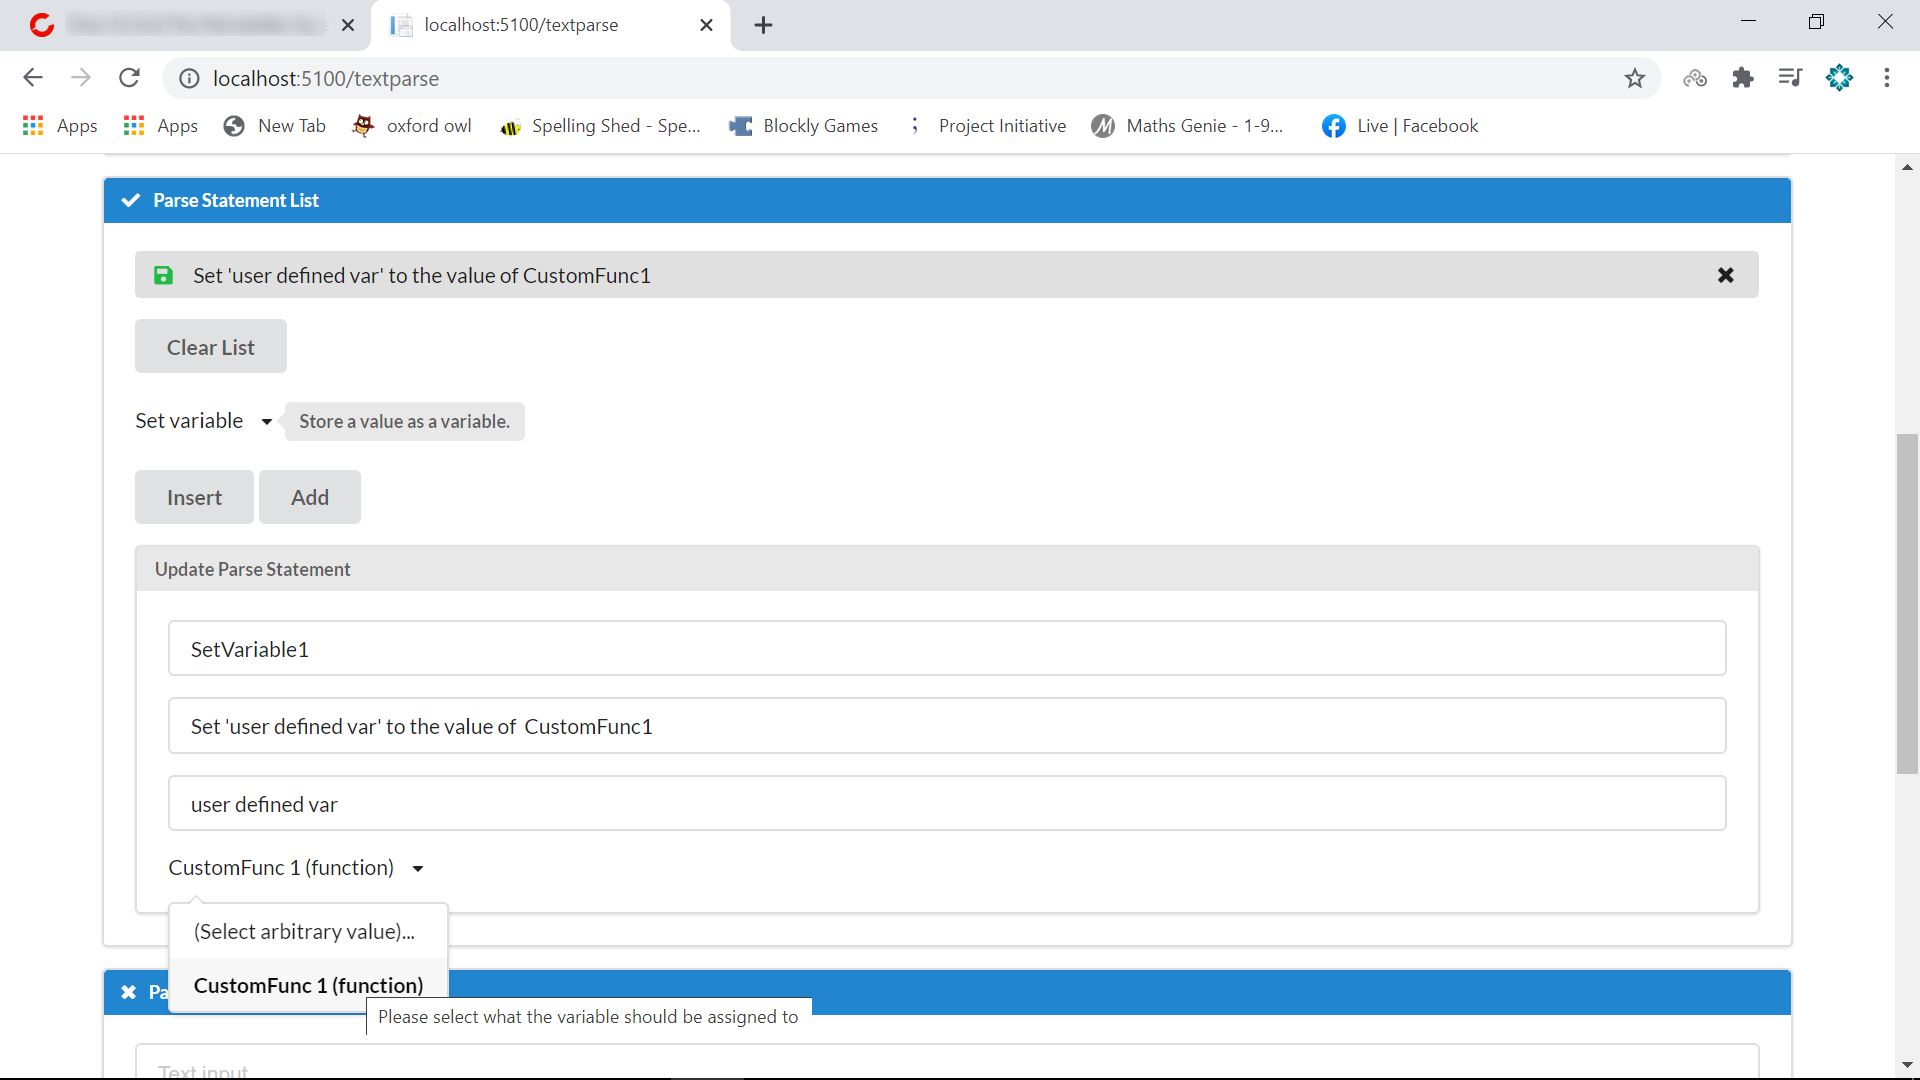 localhost:5100/textparse
localhost:5100/textparse
Apps Apps New Tab oxford owl Spelling Shed - Spe... Blockly Games ; Project Initiative Maths Genie - 1-9... Live | Facebook
Parse Statement List
Set 'user defined var' to the value of CustomFunc1
Clear List
Set variable Store a value as a variable.
Insert Add
Update Parse Statement
SetVariable1
Set 'user defined var' to the value of CustomFunc1
user defined var
CustomFunc 1 (function)
(Select arbitrary value)...
CustomFunc 1 (function)
Pa
Please select what the variable should be assigned to
Text input